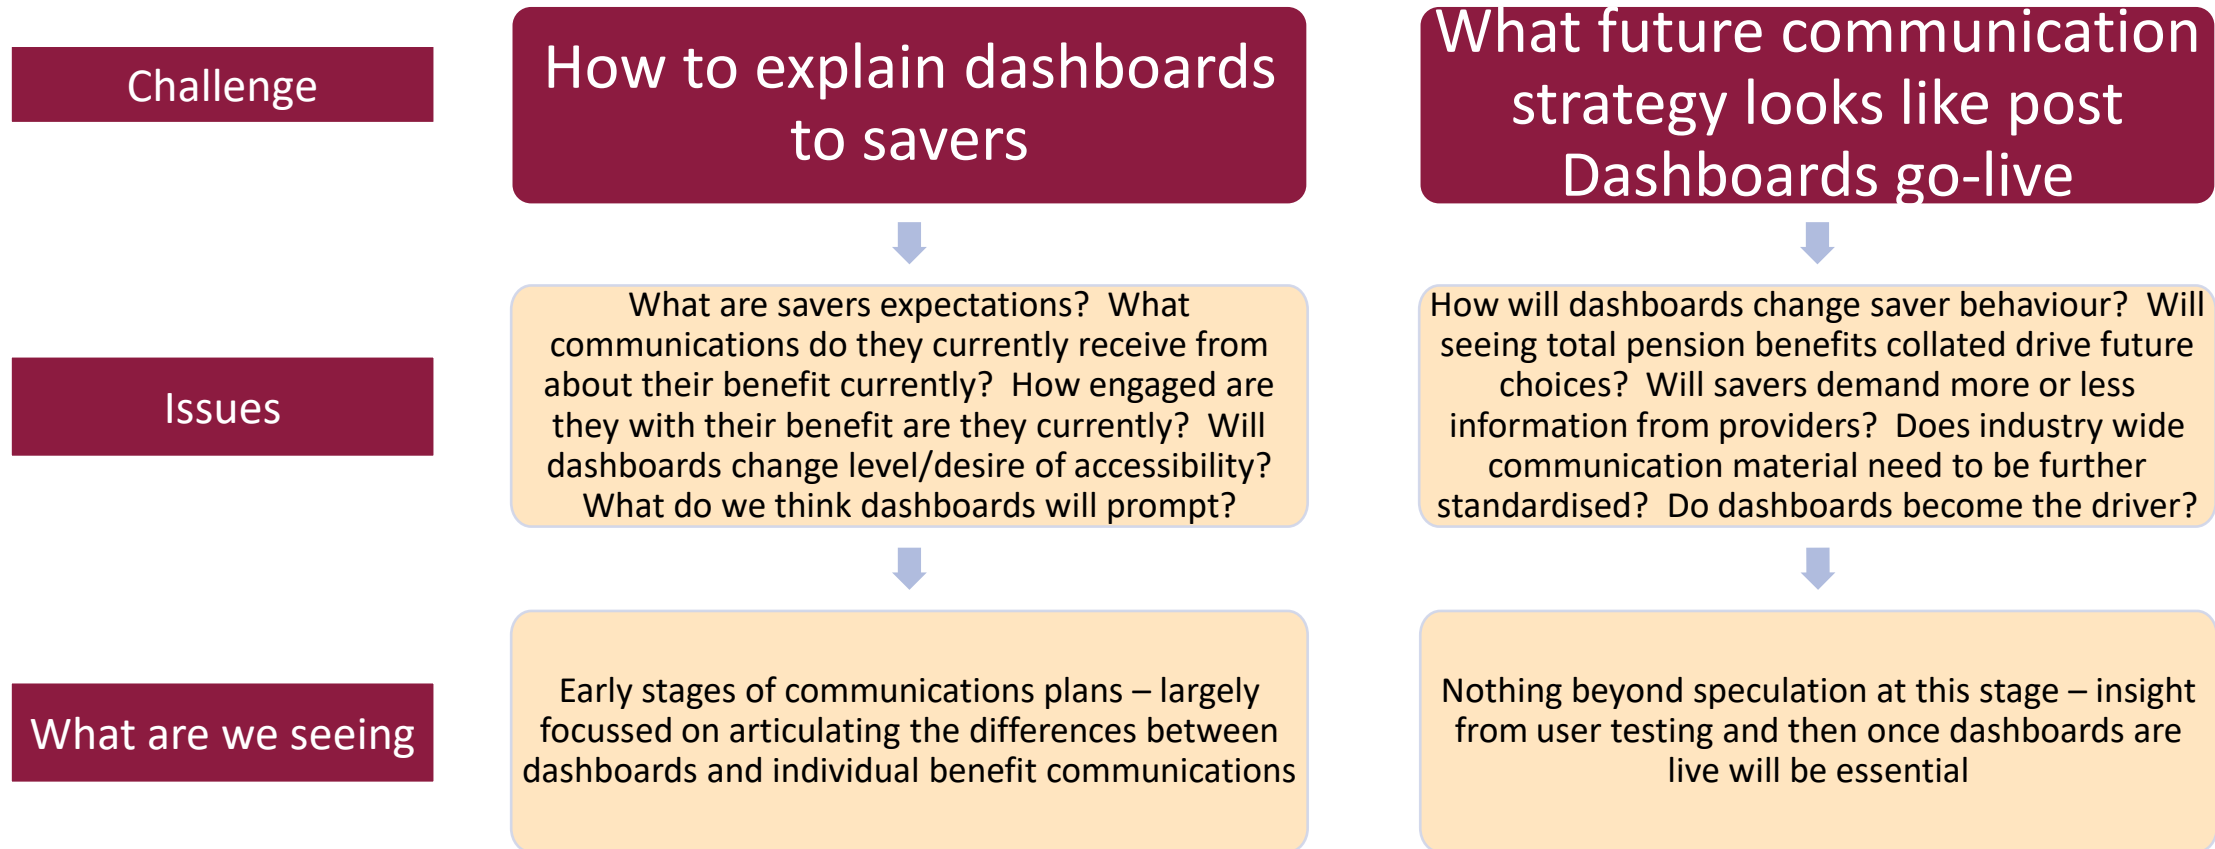 Challenge
How to explain dashboards
to savers
What future communication
strategy looks like post
Dashboards go-live
Issues
What are savers expectations?  What
communications do they currently receive from
about their benefit currently?  How engaged are
they with their benefit are they currently?  Will
dashboards change level/desire of accessibility?
What do we think dashboards will prompt?
How will dashboards change saver behaviour?  Will
seeing total pension benefits collated drive future
choices?  Will savers demand more or less
information from providers?  Does industry wide
communication material need to be further
standardised?  Do dashboards become the driver?
What are we seeing
Early stages of communications plans – largely
focussed on articulating the differences between
dashboards and individual benefit communications
Nothing beyond speculation at this stage – insight
from user testing and then once dashboards are
live will be essential